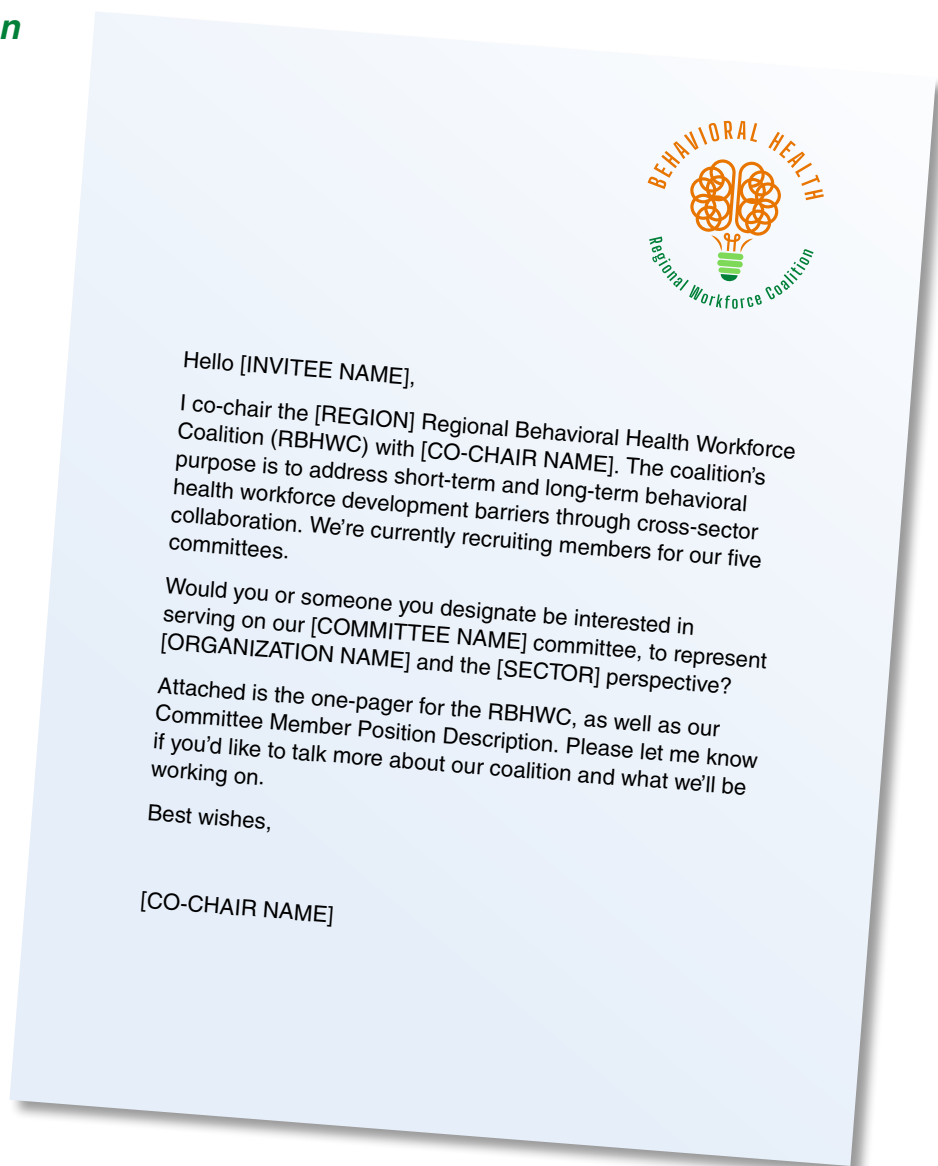 n
BEHAVIORAL HEALTH
Regional Workforce Coalition
Hello [INVITEE NAME],
I co-chair the [REGION] Regional Behavioral Health Workforce
Coalition (RBHWC) with [CO-CHAIR NAME]. The coalition’s
purpose is to address short-term and long-term behavioral
health workforce development barriers through cross-sector
collaboration. We’re currently recruiting members for our five
committees.
Would you or someone you designate be interested in
serving on our [COMMITTEE NAME] committee, to represent
[ORGANIZATION NAME] and the [SECTOR] perspective?
Attached is the one-pager for the RBHWC, as well as our
Committee Member Position Description. Please let me know
if you’d like to talk more about our coalition and what we’ll be
working on.
Best wishes,
[CO-CHAIR NAME]